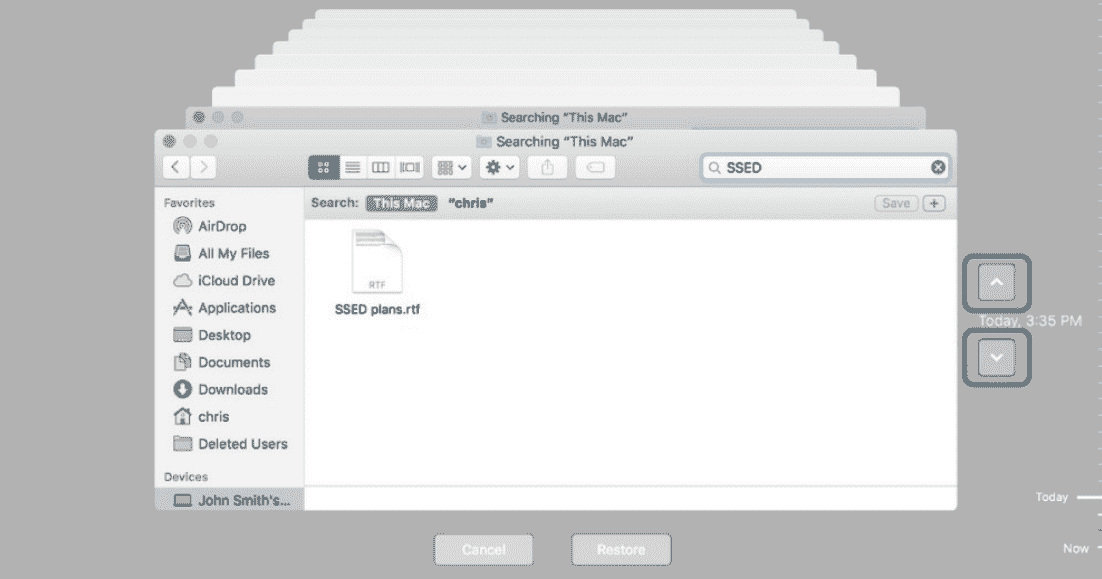 Searching “This Mac”
Searching “This Mac”
SSED
Favorites
Search: This Mac “chris” Save +
AirDrop
All My Files
iCloud Drive
RTF
Applications
SSED plans.rtf
Today, 3:35 PM
Desktop
Documents
Downloads
chris
Deleted Users
Devices
John Smith's...
Today
Cancel Restore
Now